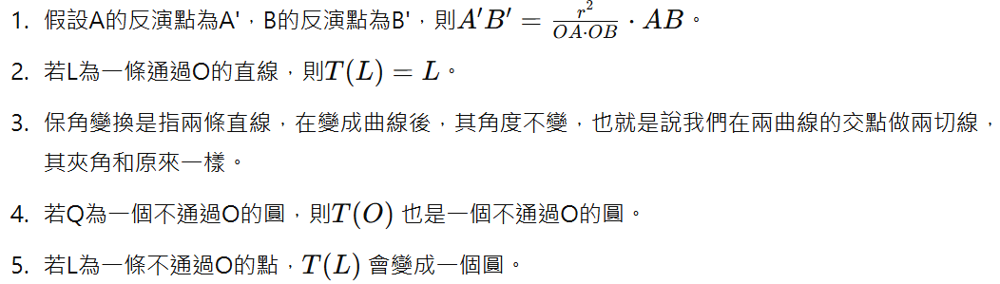 1. 假設A的反演點為A'，B的反演點為B'，則$A'B' = \frac{r^2}{OA \cdot OB} \cdot AB$。
2. 若L為一條通過O的直線，則$T(L) = L$。
3. 保角變換是指兩條直線，在變成曲線後，其角度不變，也就是說我們在兩曲線的交點做兩切線，
其夾角和原來一樣。
4. 若Q為一個不通過O的圓，則$T(O)$ 也是一個不通過O的圓。
5. 若L為一條不通過O的點，$T(L)$ 會變成一個圓。